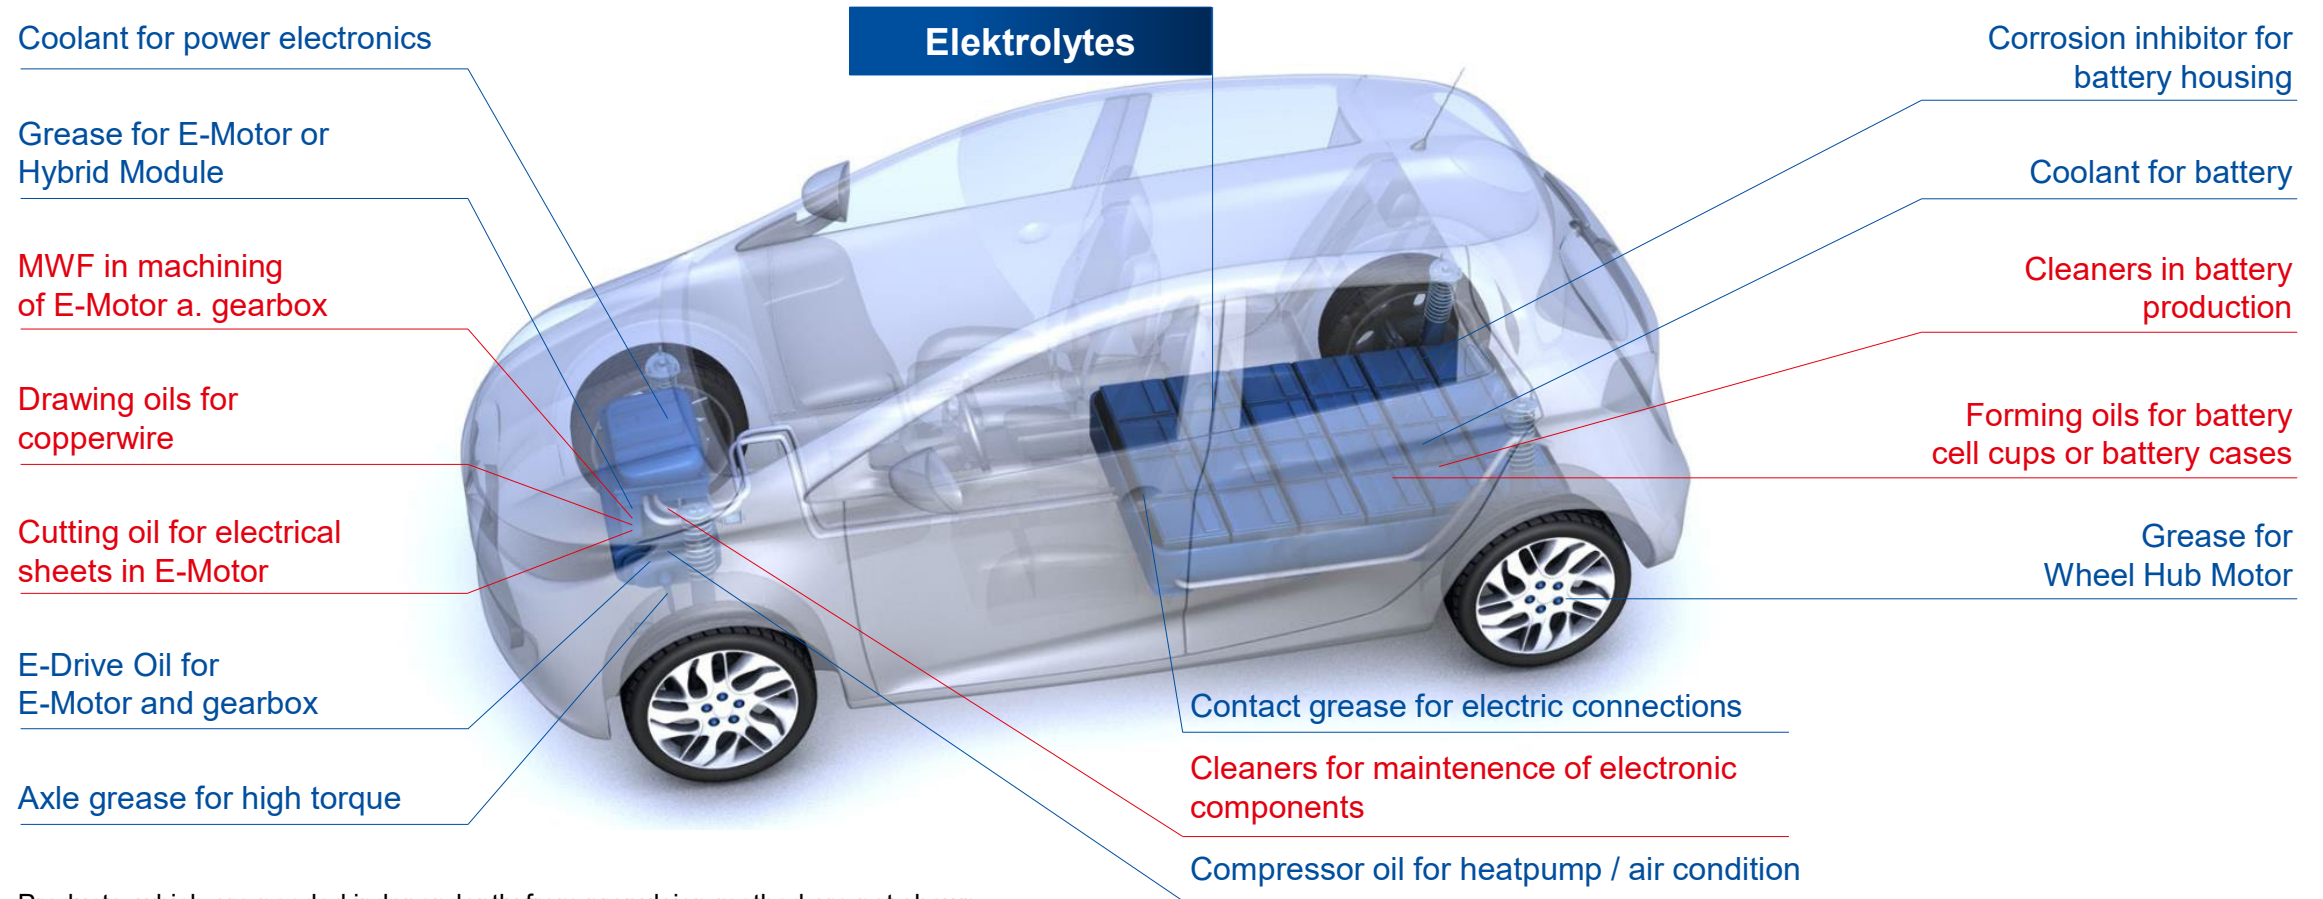 Coolant for power electronics
Grease for E-Motor or
Hybrid Module
MWF in machining
of E-Motor a. gearbox
Drawing oils for
copperwire
Cutting oil for electrical
sheets in E-Motor
E-Drive Oil for
E-Motor and gearbox
Axle grease for high torque
Elektrolytes
Corrosion inhibitor for
battery housing
Coolant for battery
Cleaners in battery
production
Forming oils for battery
cell cups or battery cases
Grease for
Wheel Hub Motor
Contact grease for electric connections
Cleaners for maintenence of electronic
components
Compressor oil for heatpump / air condition